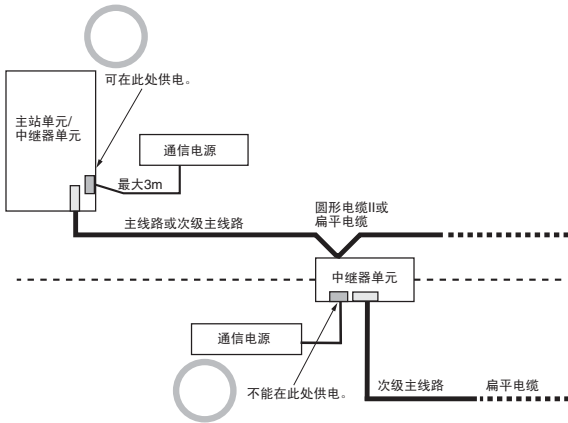 可在此处供电。
主站单元/
中继器单元
通信电源
最大3m
主线路或次级主线路
圆形电缆II或
扁平电缆
中继器单元
通信电源
不能在此处供电。
次级主线路
扁平电缆